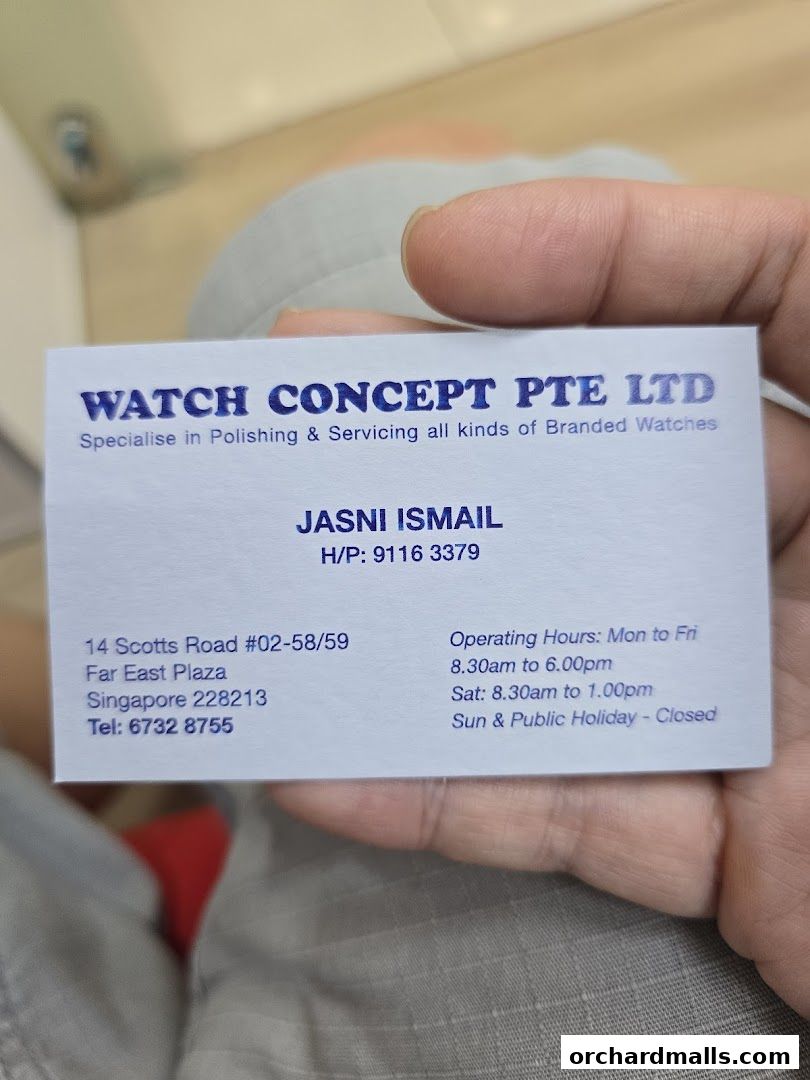 WATCH CONCEPT PTE LTD
Specialise in Polishing & Servicing all kinds of Branded Watches
JASNI ISMAIL
H/P: 9116 3379
14 Scotts Road #02-58/59
Far East Plaza
Singapore 228213
Tel: 6732 8755
Operating Hours: Mon to Fri
8.30am to 6.00pm
Sat: 8.30am to 1.00pm
Sun & Public Holiday - Closed
orchardmalls.com